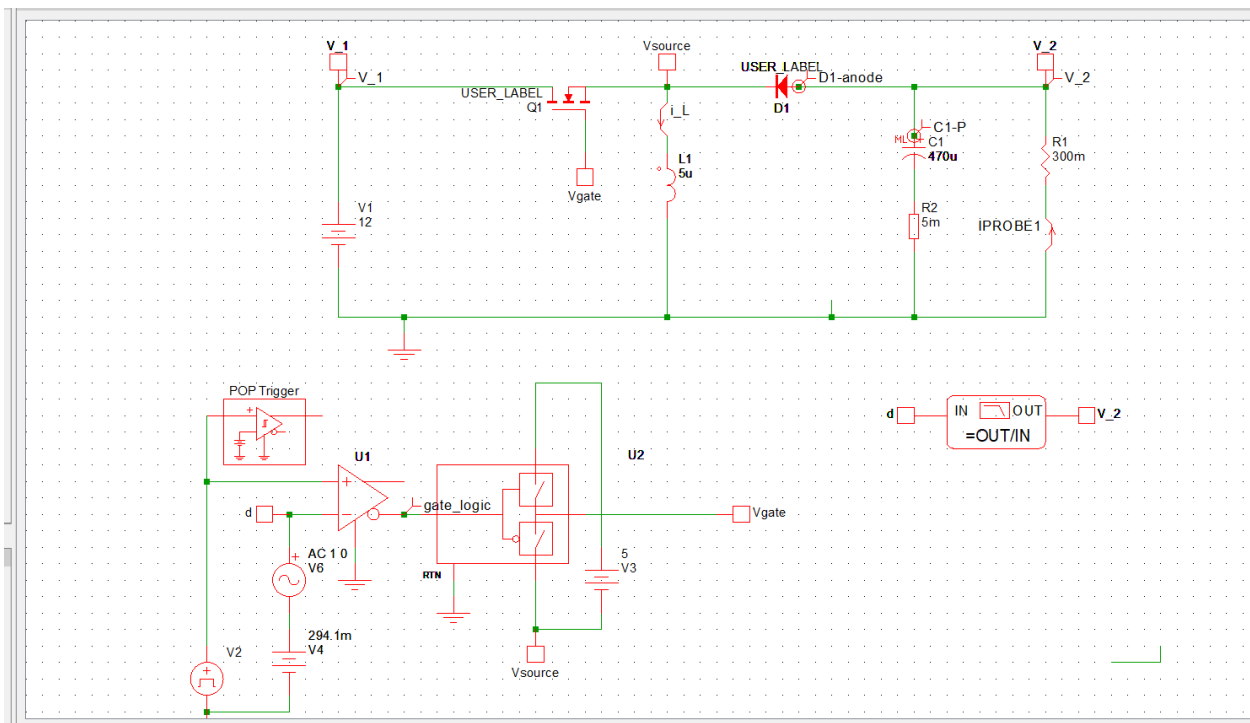 V_1
V_1
Vsource
USER_LABEL
D1-anode
D1
V_2
V_2
USER_LABEL
Q1
i_L
Vgate
L1
5u
C1-P
C1
470u
R1
300m
V1
12
R2
5m
IPROBE1
POP Trigger
U1
U2
d
gate_logic
Vgate
AC 1 0
V6
RTN
5
V3
294.1m
V4
V2
Vsource
d
IN OUT
=OUT/IN
V_2